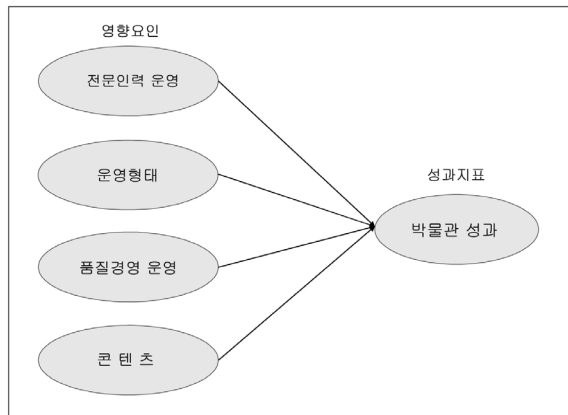 영향요인
전문인력 운영
운영형태
품질경영 운영
콘 텐 츠
성과지표
박물관 성과